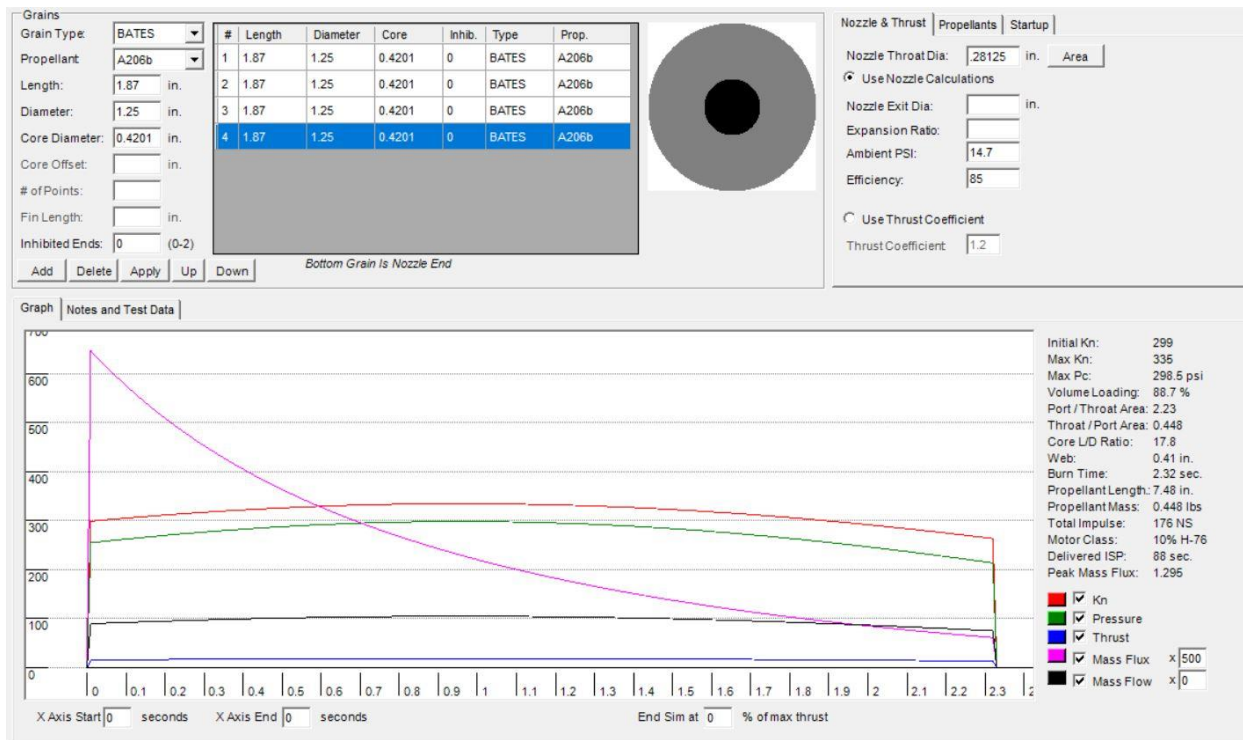 Grains
Grain Type: BATES
Propellant A206b
Length: 1.87 in.
Diameter: 1.25 in.
Core Diameter: 0.4201 in.
Core Offset: in.
# of Points:
Fin Length: in.
Inhibited Ends: 0 (0-2)
Add Delete Apply Up Down
# Length Diameter Core Inhib. Type Prop.
1 1.87 1.25 0.4201 0 BATES A206b
2 1.87 1.25 0.4201 0 BATES A206b
3 1.87 1.25 0.4201 0 BATES A206b
4 1.87 1.25 0.4201 0 BATES A206b
Bottom Grain Is Nozzle End
Nozzle & Thrust Propellants Startup
Nozzle Throat Dia: .28125 in. Area
Use Nozzle Calculations
Nozzle Exit Dia: in.
Expansion Ratio:
Ambient PSI: 14.7
Efficiency: 85
Use Thrust Coefficient
Thrust Coefficient 1.2
Graph Notes and Test Data
700
600
500
400
300
200
100
0
0 0.1 0.2 0.3 0.4 0.5 0.6 0.7 0.8 0.9 1 1.1 1.2 1.3 1.4 1.5 1.6 1.7 1.8 1.9 2 2.1 2.2 2.3
X Axis Start 0 seconds X Axis End 0 seconds End Sim at 0 % of max thrust
Initial Kn: 299
Max Kn: 335
Max Pc: 298.5 psi
Volume Loading: 88.7 %
Port / Throat Area: 2.23
Throat / Port Area: 0.448
Core L/D Ratio: 17.8
Web: 0.41 in.
Burn Time: 2.32 sec.
Propellant Length: 7.48 in.
Propellant Mass: 0.448 lbs
Total Impulse: 176 NS
Motor Class: 10% H-76
Delivered ISP: 88 sec.
Peak Mass Flux: 1.295
Kn
Pressure
Thrust
Mass Flux x 500
Mass Flow x 0